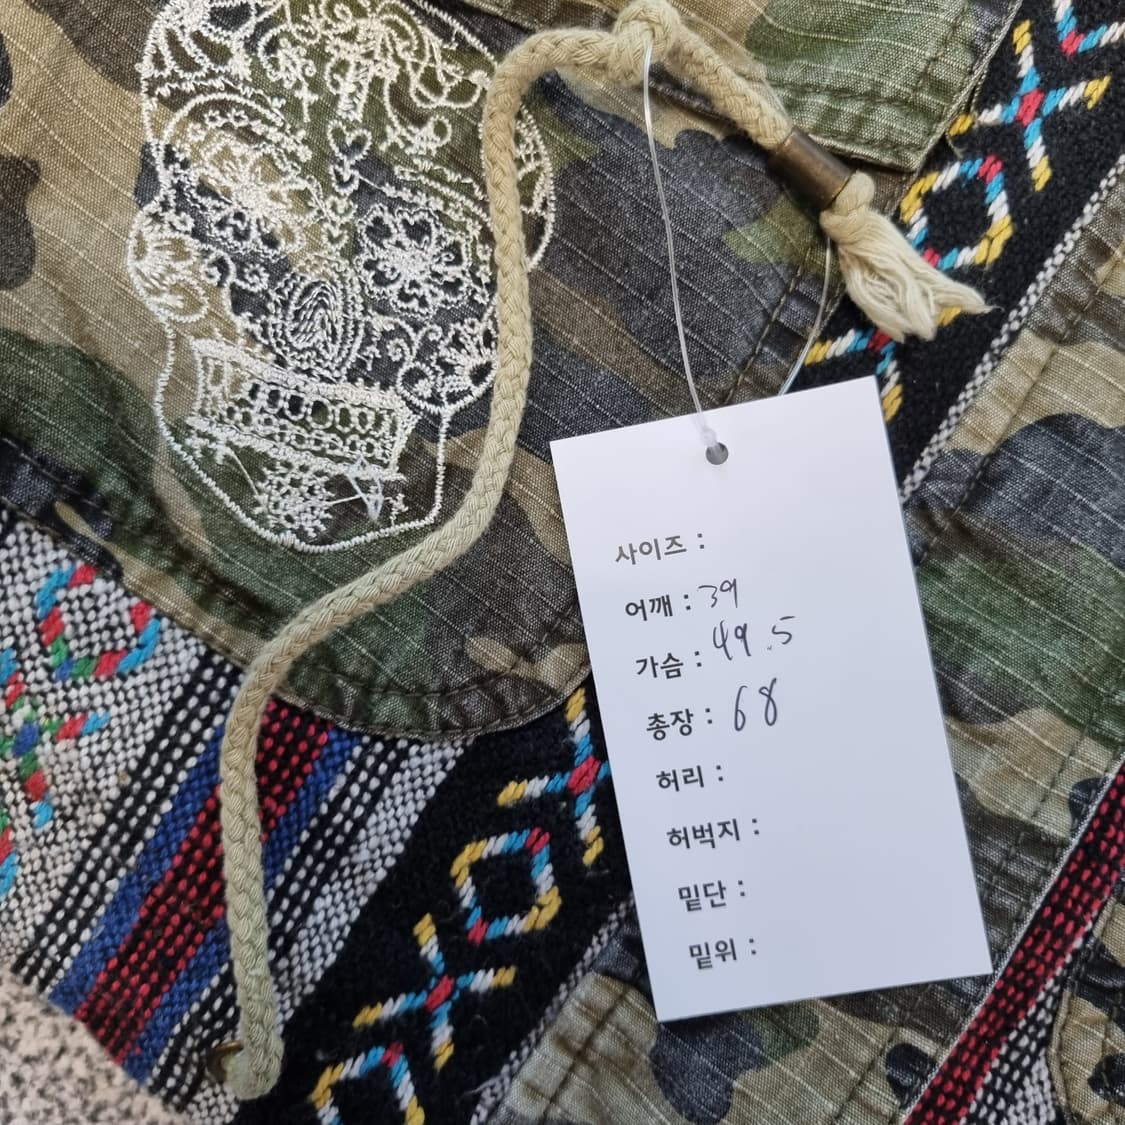 사이즈 :
어깨 : 39
가슴 : 49.5
총장 : 68
허리 :
허벅지 :
밑단 :
밑위 :